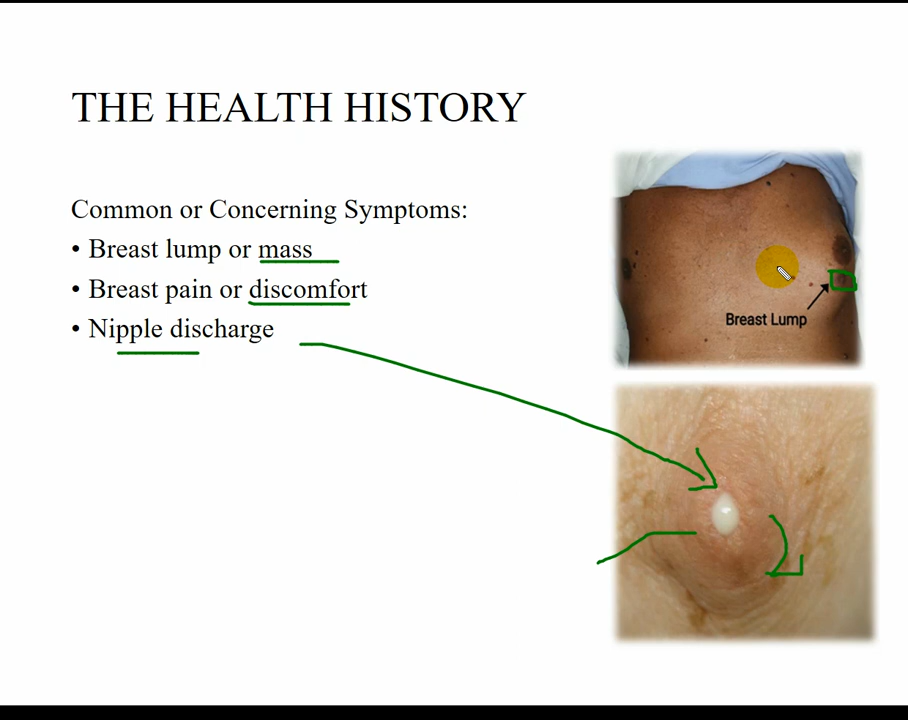 THE HEALTH HISTORY
Common or Concerning Symptoms:
• Breast lump or mass
• Breast pain or discomfort
• Nipple discharge
Breast Lump